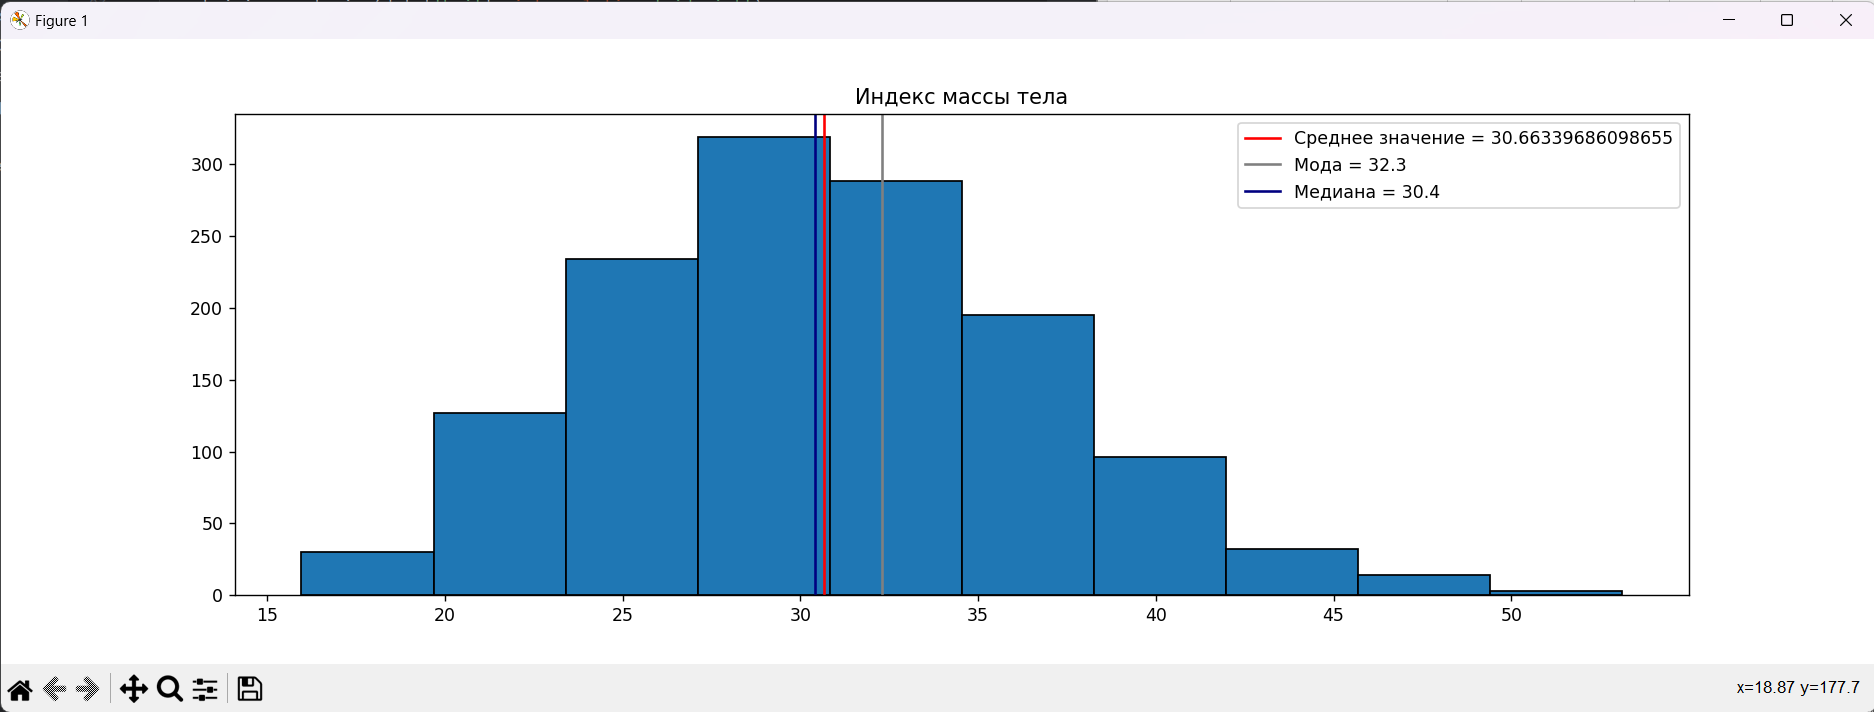 Figure 1
Индекс массы тела
Среднее значение = 30.66339686098655
Мода = 32.3
Медиана = 30.4
300
250
200
150
100
50
0
15 20 25 30 35 40 45 50
x=18.87 y=177.7